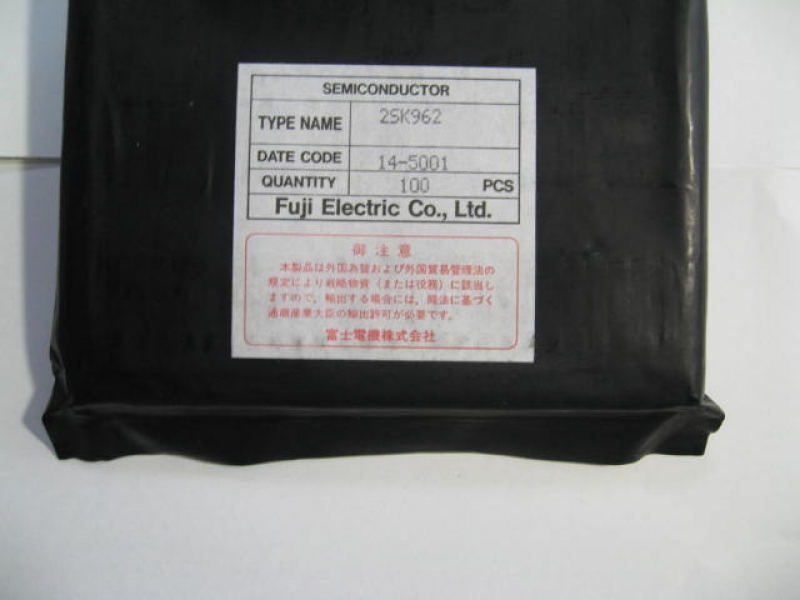 SEMICONDUCTOR
TYPE NAME 2SK962
DATE CODE 14-5001
QUANTITY 100 PCS
Fuji Electric Co., Ltd.
御注意
本製品は外国為替および外国貿易管理法の
規定により戦略物資(または役務)に該当し
ますので、輸出する場合には、同法に基づく
通商産業大臣の輸出許可が必要です。
富士電機株式会社